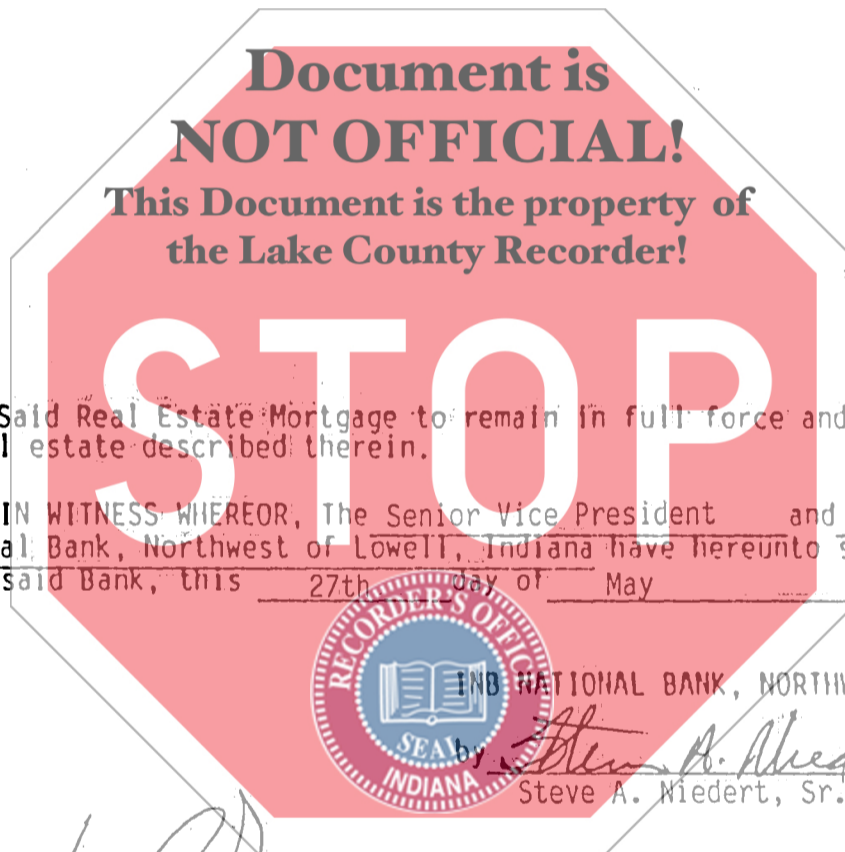 Document is
NOT OFFICIAL!
This Document is the property of
the Lake County Recorder!
STOP
Said Real Estate Mortgage to remain in full force and
l estate described therein.
IN WITNESS WHEREOR, The Senior Vice President and
al Bank, Northwest of Lowell, Indiana have hereunto s
said Bank, this 27th day of May
RECORDER'S OFFICE
SEAL
INDIANA
INB NATIONAL BANK, NORTHW
by
Steve A. Niedert, Sr.